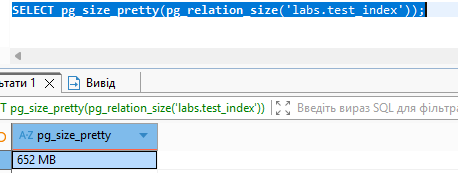 SELECT pg_size_pretty(pg_relation_size('labs.test_index'));
льтати 1 Вивід
T pg_size_pretty(pg_relation_size('labs.test_index')) Введіть вираз SQL для фільтра
A-Z pg_size_pretty
652 MB